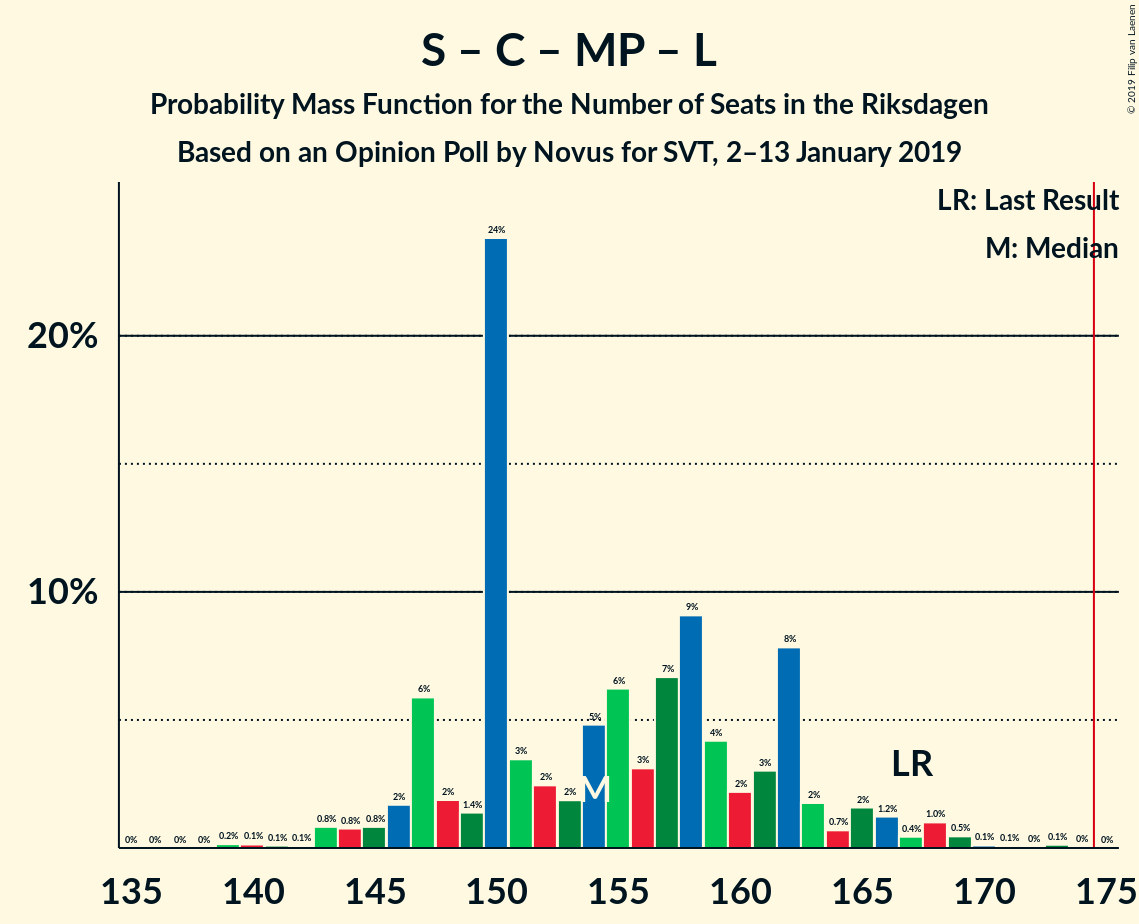 S – C – MP – L
Probability Mass Function for the Number of Seats in the Riksdagen
Based on an Opinion Poll by Novus for SVT, 2–13 January 2019
© 2019 Filip van Laenen
LR: Last Result
M: Median
20%
10%
0% 0% 0% 0% 0.2% 0.1% 0.1% 0.1% 0.8% 0.8% 0.8% 2% 6% 2% 1.4% 24% 3% 2% 2% 5% 6% 3% 7% 9% 4% 2% 3% 8% 2% 0.7% 2% 1.2% 0.4% 1.0% 0.5% 0.1% 0.1% 0% 0.1% 0% 0%
M
LR
135 140 145 150 155 160 165 170 175